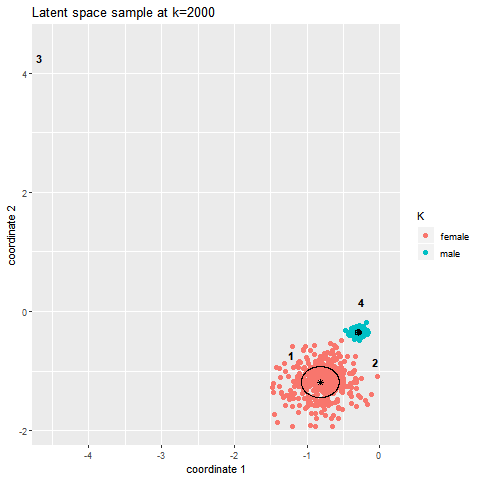 Latent space sample at k=2000
3
4
2
0
-2
4
1
2
-4
-3
-2
-1
0
coordinate 1
coordinate 2
K
female
male